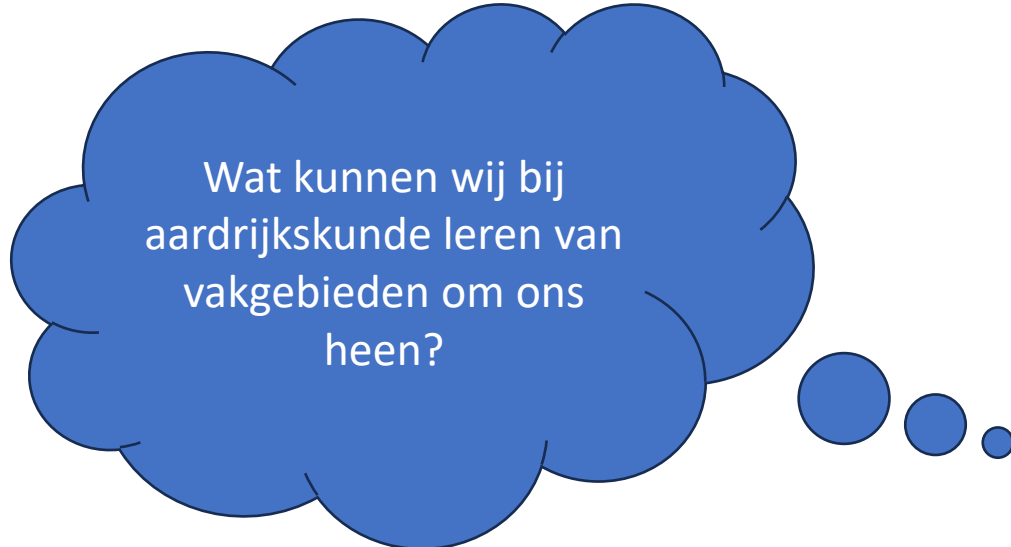 Wat kunnen wij bij
aardrijkskunde leren van
vakgebieden om ons
heen?